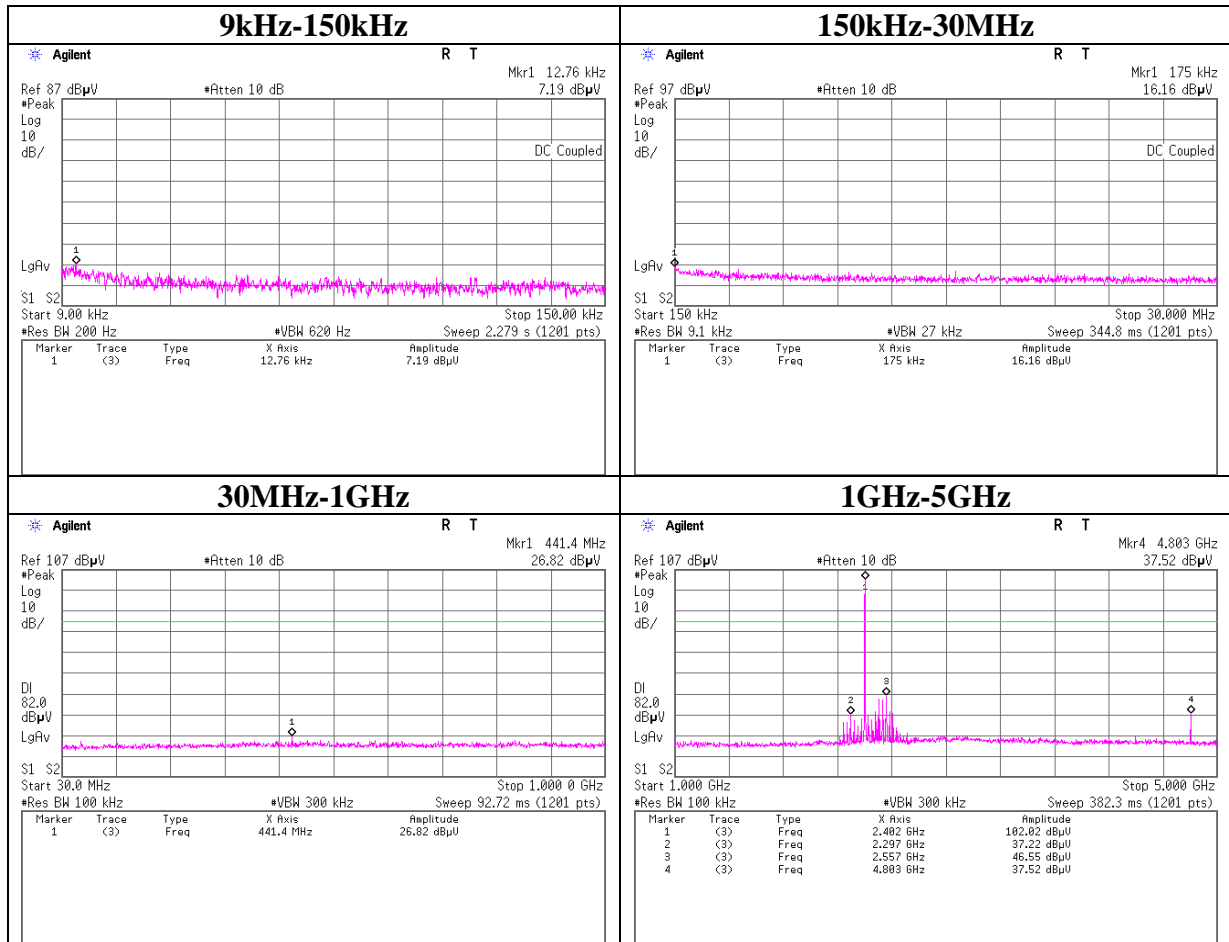 9kHz-150kHz
Agilent R T
Mkr1 12.76 kHz
Ref 87 dBµV #Atten 10 dB 7.19 dBµV
#Peak
Log
10
dB/
DC Coupled
1
LgAv
S1 S2
Start 9.00 kHz Stop 150.00 kHz
#Res BW 200 Hz #VBW 620 Hz Sweep 2.279 s (1201 pts)
Marker Trace Type X Axis Amplitude
1 (3) Freq 12.76 kHz 7.19 dBµV
150kHz-30MHz
Agilent R T
Mkr1 175 kHz
Ref 97 dBµV #Atten 10 dB 16.16 dBµV
#Peak
Log
10
dB/
DC Coupled
1
LgAv
S1 S2
Start 150 kHz Stop 30.000 MHz
#Res BW 9.1 kHz #VBW 27 kHz Sweep 344.8 ms (1201 pts)
Marker Trace Type X Axis Amplitude
1 (3) Freq 175 kHz 16.16 dBµV
30MHz-1GHz
Agilent R T
Mkr1 441.4 MHz
Ref 107 dBµV #Atten 10 dB 26.82 dBµV
#Peak
Log
10
dB/
DI
82.0
dBµV
1
LgAv
S1 S2
Start 30.0 MHz Stop 1.000 0 GHz
#Res BW 100 kHz #VBW 300 kHz Sweep 92.72 ms (1201 pts)
Marker Trace Type X Axis Amplitude
1 (3) Freq 441.4 MHz 26.82 dBµV
1GHz-5GHz
Agilent R T
Mkr4 4.803 GHz
Ref 107 dBµV #Atten 10 dB 37.52 dBµV
#Peak
Log
10
dB/
1
DI
82.0
dBµV
3
2
4
LgAv
S1 S2
Start 1.000 GHz Stop 5.000 GHz
#Res BW 100 kHz #VBW 300 kHz Sweep 382.3 ms (1201 pts)
Marker Trace Type X Axis Amplitude
1 (3) Freq 2.402 GHz 102.02 dBµV
2 (3) Freq 2.297 GHz 37.22 dBµV
3 (3) Freq 2.557 GHz 46.55 dBµV
4 (3) Freq 4.803 GHz 37.52 dBµV